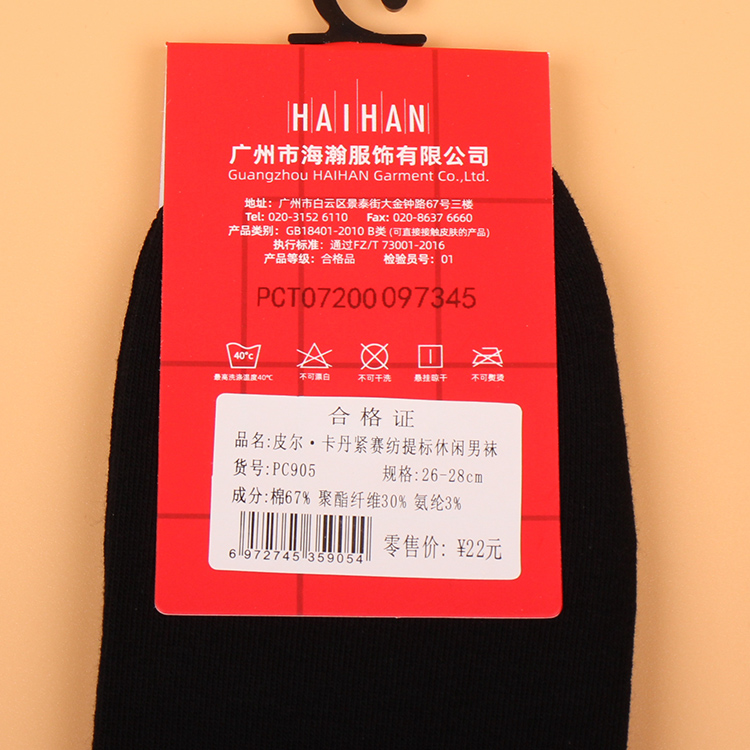 HAIHAN
广州市海瀚服饰有限公司
Guangzhou HAIHAN Garment Co.,Ltd.
地址：广州市白云区景泰街大金钟路67号三楼
Tel: 020-3152 6110 Fax: 020-8637 6660
产品类别：GB18401-2010 B类 (可直接接触皮肤的产品)
执行标准：通过FZ/T 73001-2016
产品等级：合格品 检验员号：01
PCT07200097345
40°c
最高洗涤温度40℃ 不可漂白 不可干洗 悬挂晾干 不可熨烫
合格证
品名:皮尔·卡丹紧赛纺提标休闲男袜
货号:PC905 规格:26-28cm
成分:棉67% 聚酯纤维30% 氨纶3%
6 972745 359054 零售价: ¥22元